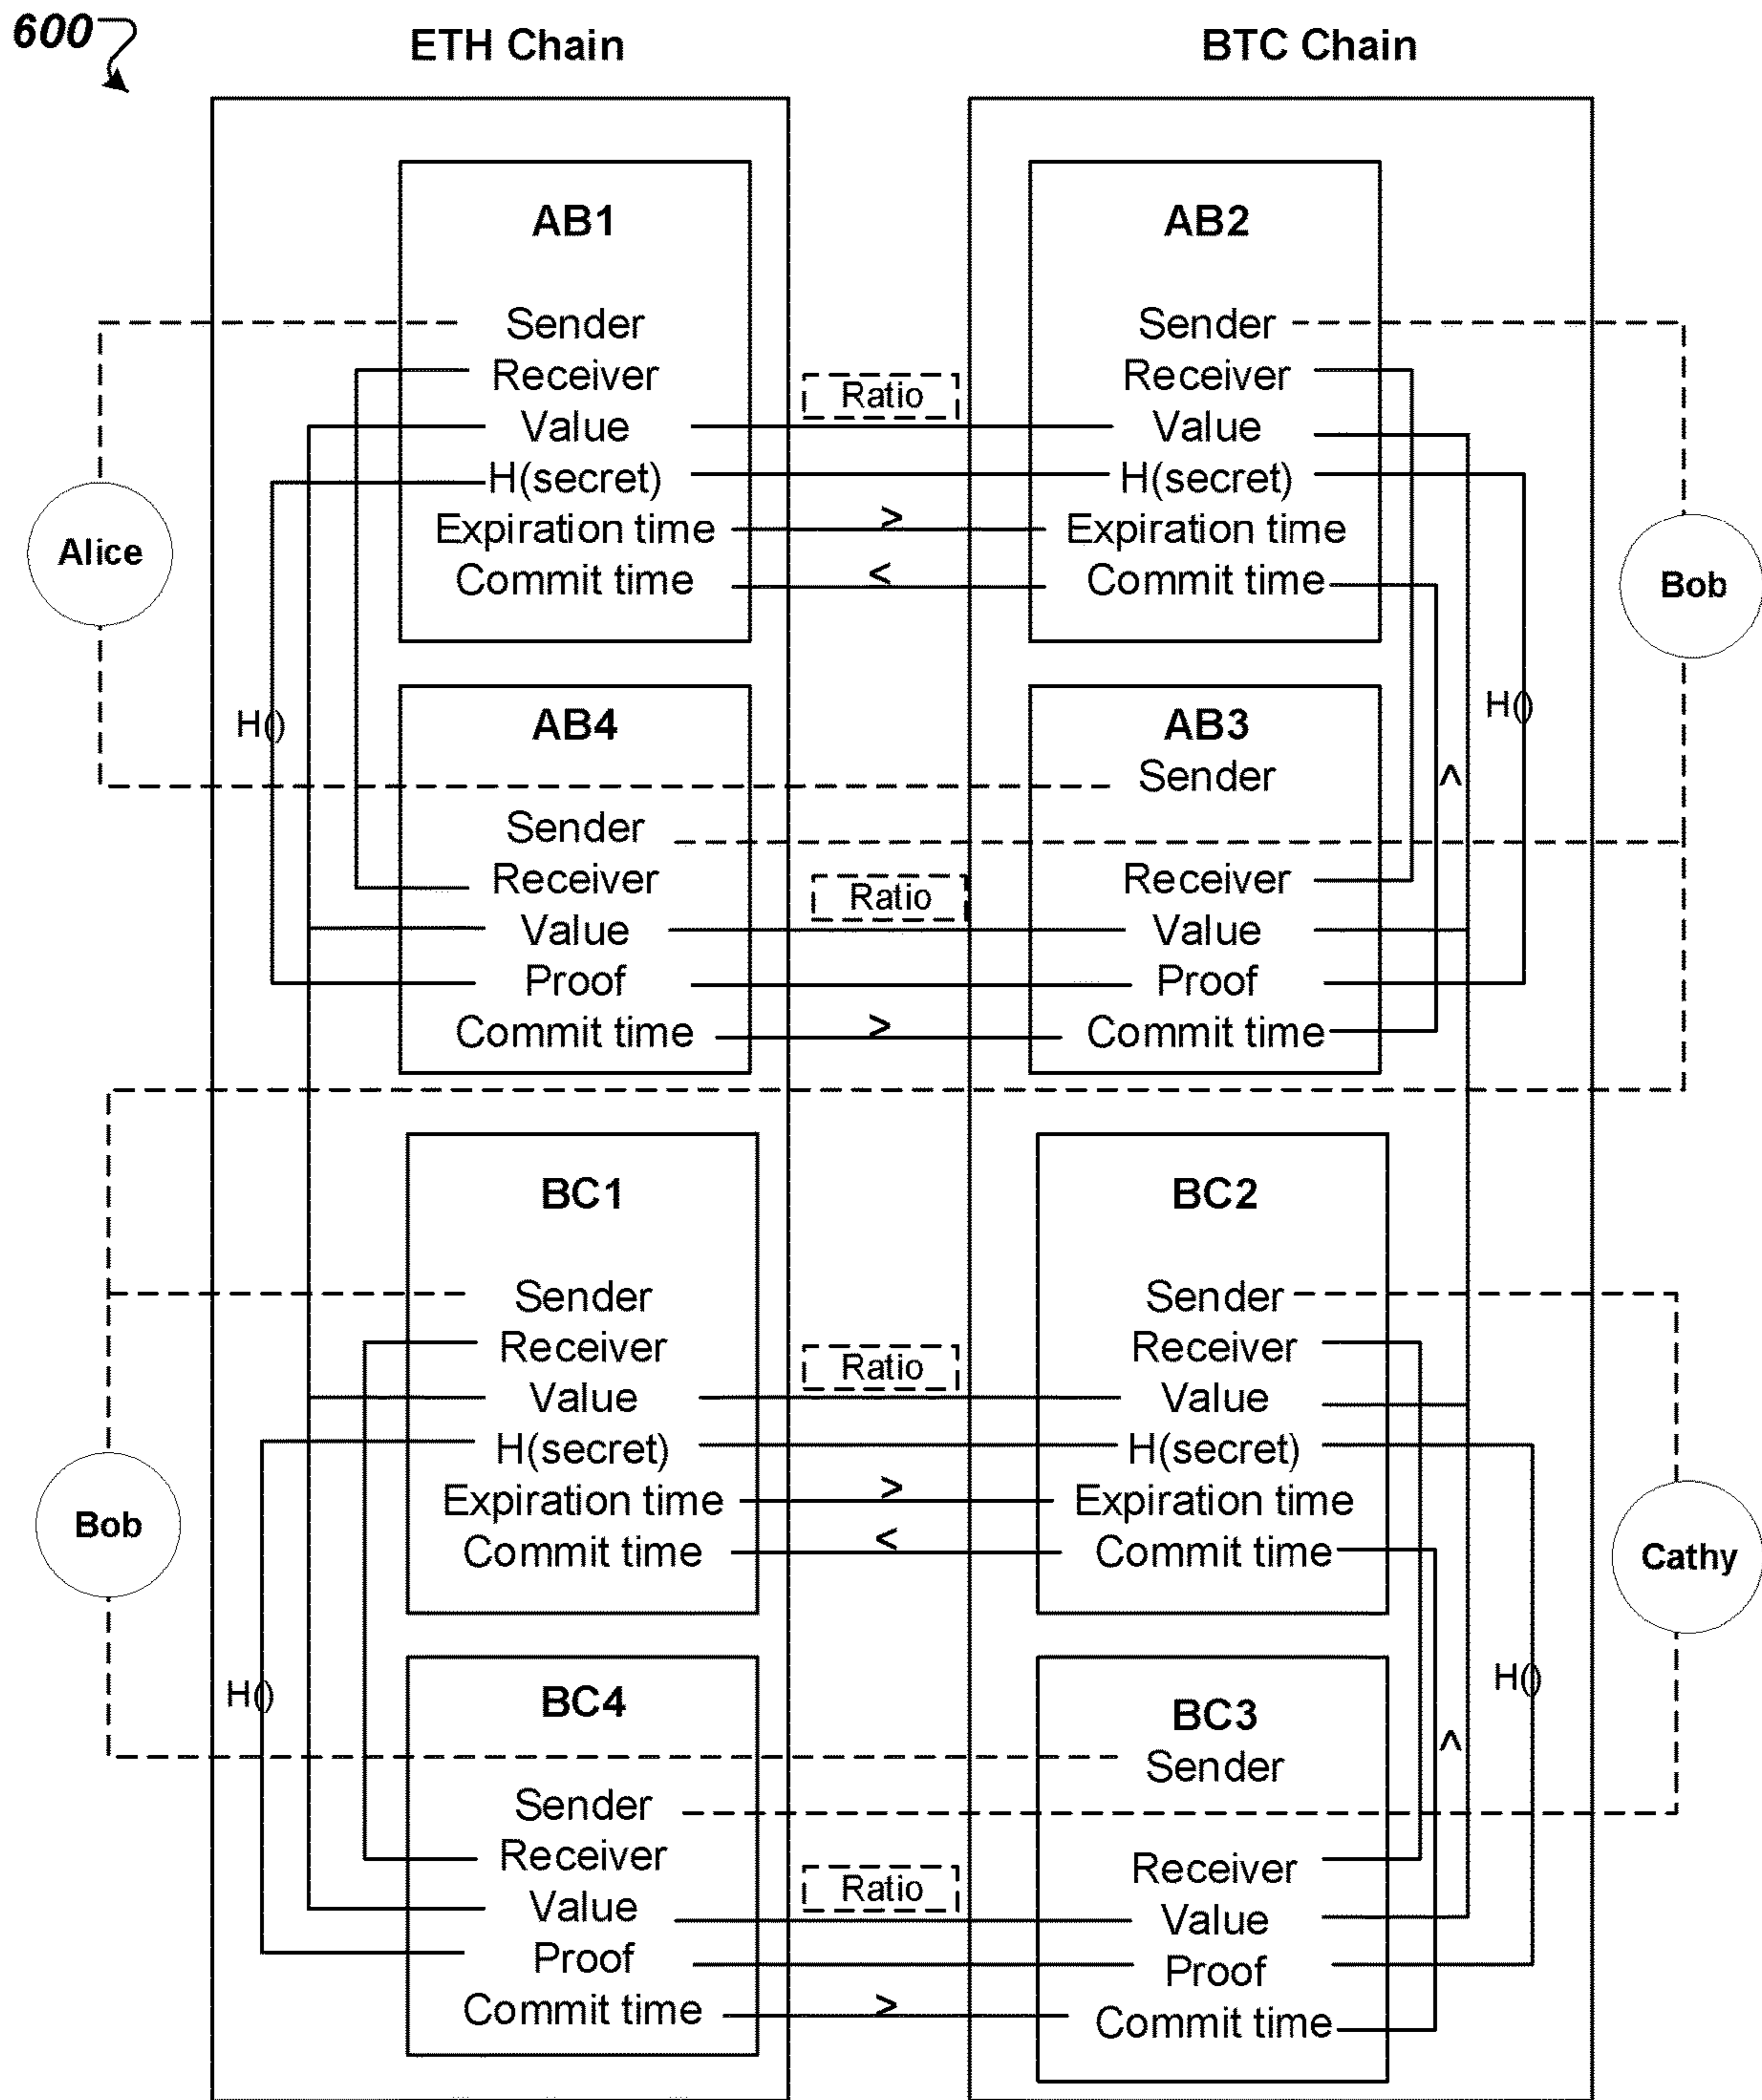 600
ETH Chain
BTC Chain
AB1
Sender
Receiver
Value
H(secret)
Expiration time
Commit time
Ratio
>
<
AB2
Sender
Receiver
Value
H(secret)
Expiration time
Commit time
Alice
Bob
H()
AB4
Sender
Receiver
Value
Proof
Commit time
Ratio
>
AB3
Sender
Receiver
Value
Proof
Commit time
^
H()
BC1
Sender
Receiver
Value
H(secret)
Expiration time
Commit time
Ratio
>
<
BC2
Sender
Receiver
Value
H(secret)
Expiration time
Commit time
Bob
Cathy
H()
BC4
Sender
Receiver
Value
Proof
Commit time
Ratio
>
BC3
Sender
Receiver
Value
Proof
Commit time
^
H()